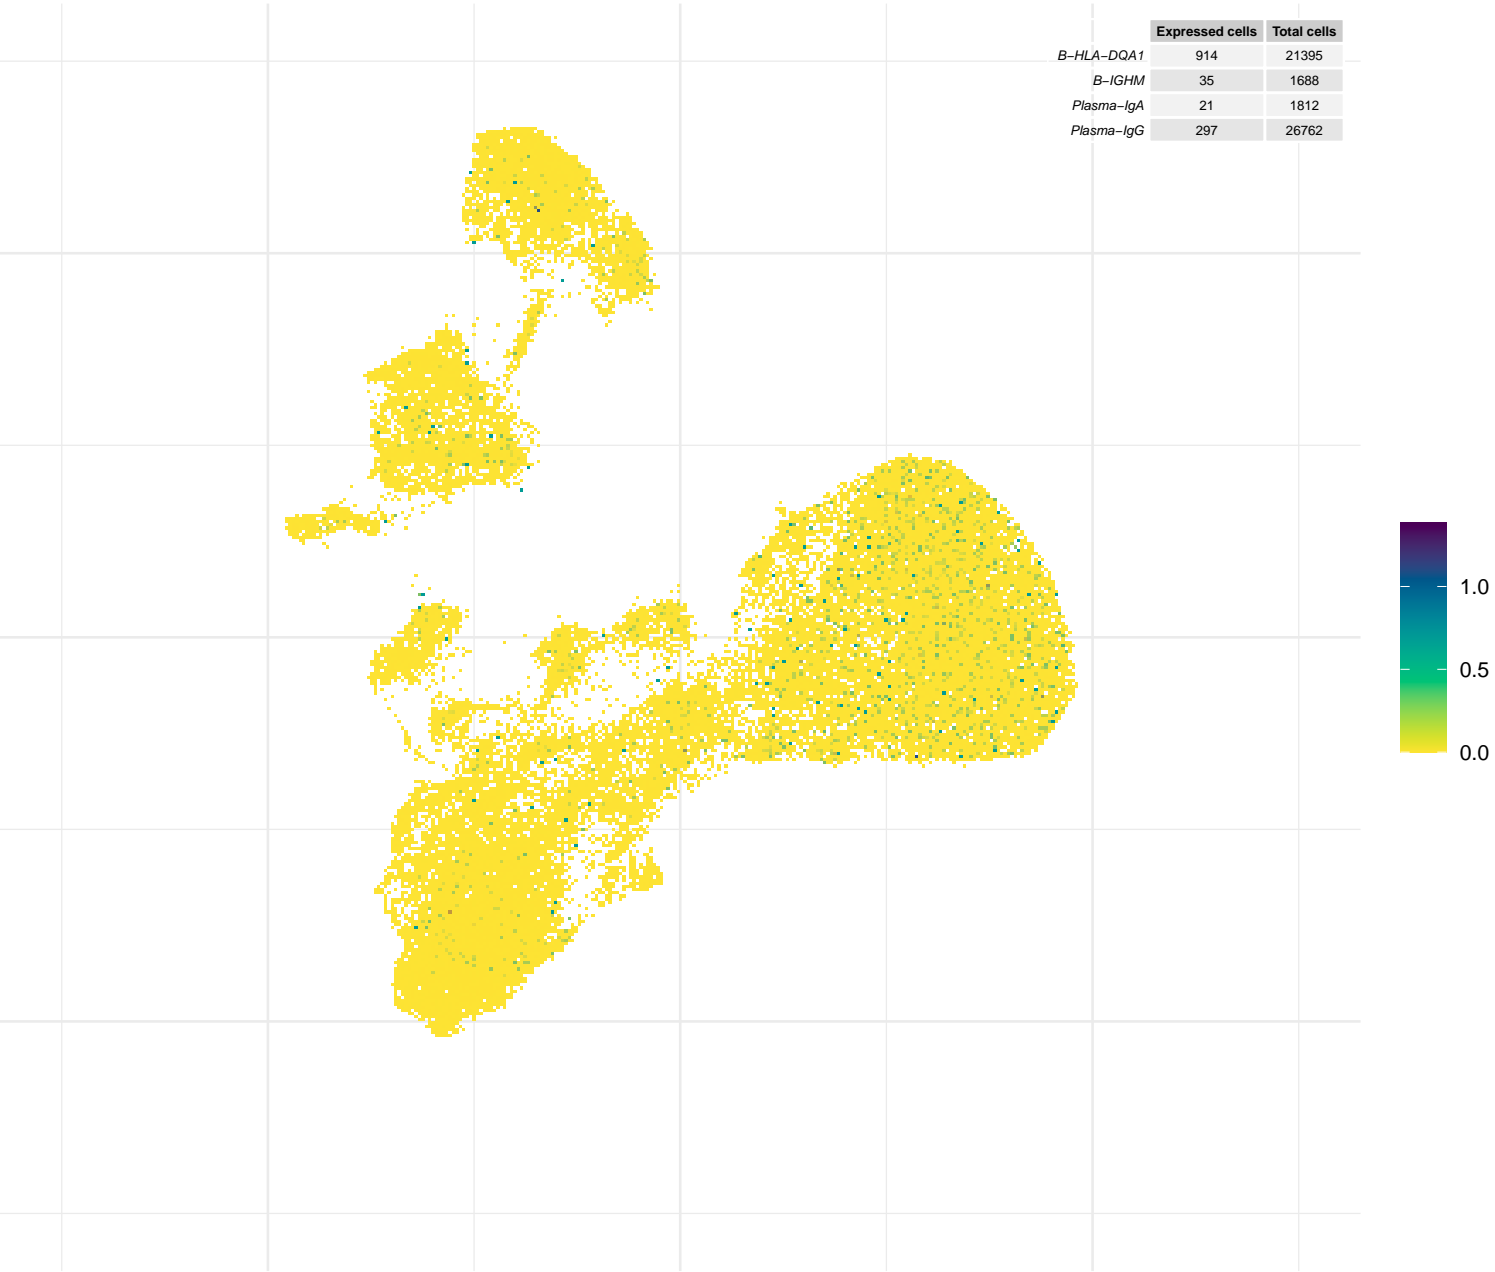 Expressed cells Total cells
B−HLA−DQA1 914 21395
B−IGHM 35 1688
Plasma−IgA 21 1812
Plasma−IgG 297 26762
1.0
0.5
0.0